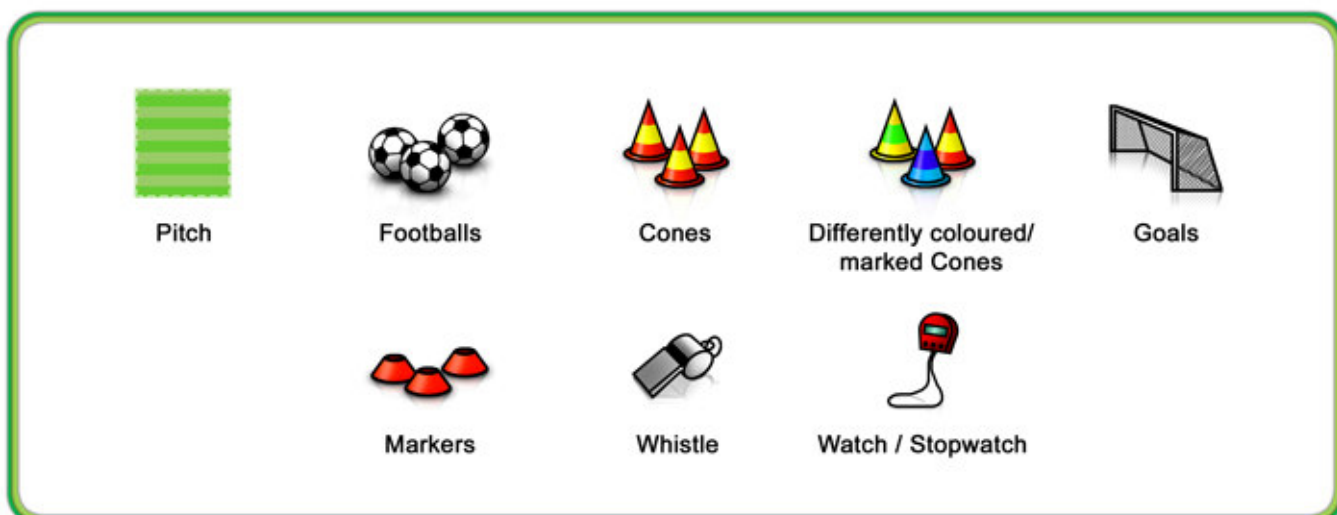 Pitch
Footballs
Cones
Differently coloured/
marked Cones
Goals
Markers
Whistle
Watch / Stopwatch